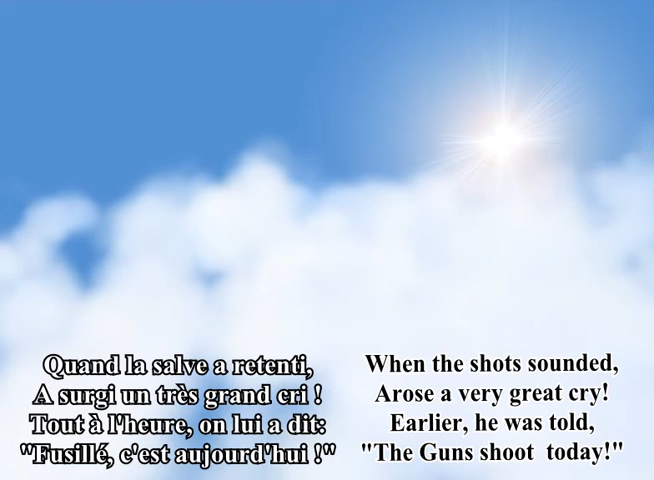 Quand la salve a retenti,
A surgi un très grand cri !
Tout à l'heure, on lui a dit:
"Fusillé, c'est aujourd'hui !"
When the shots sounded,
Arose a very great cry!
Earlier, he was told,
"The Guns shoot  today!"